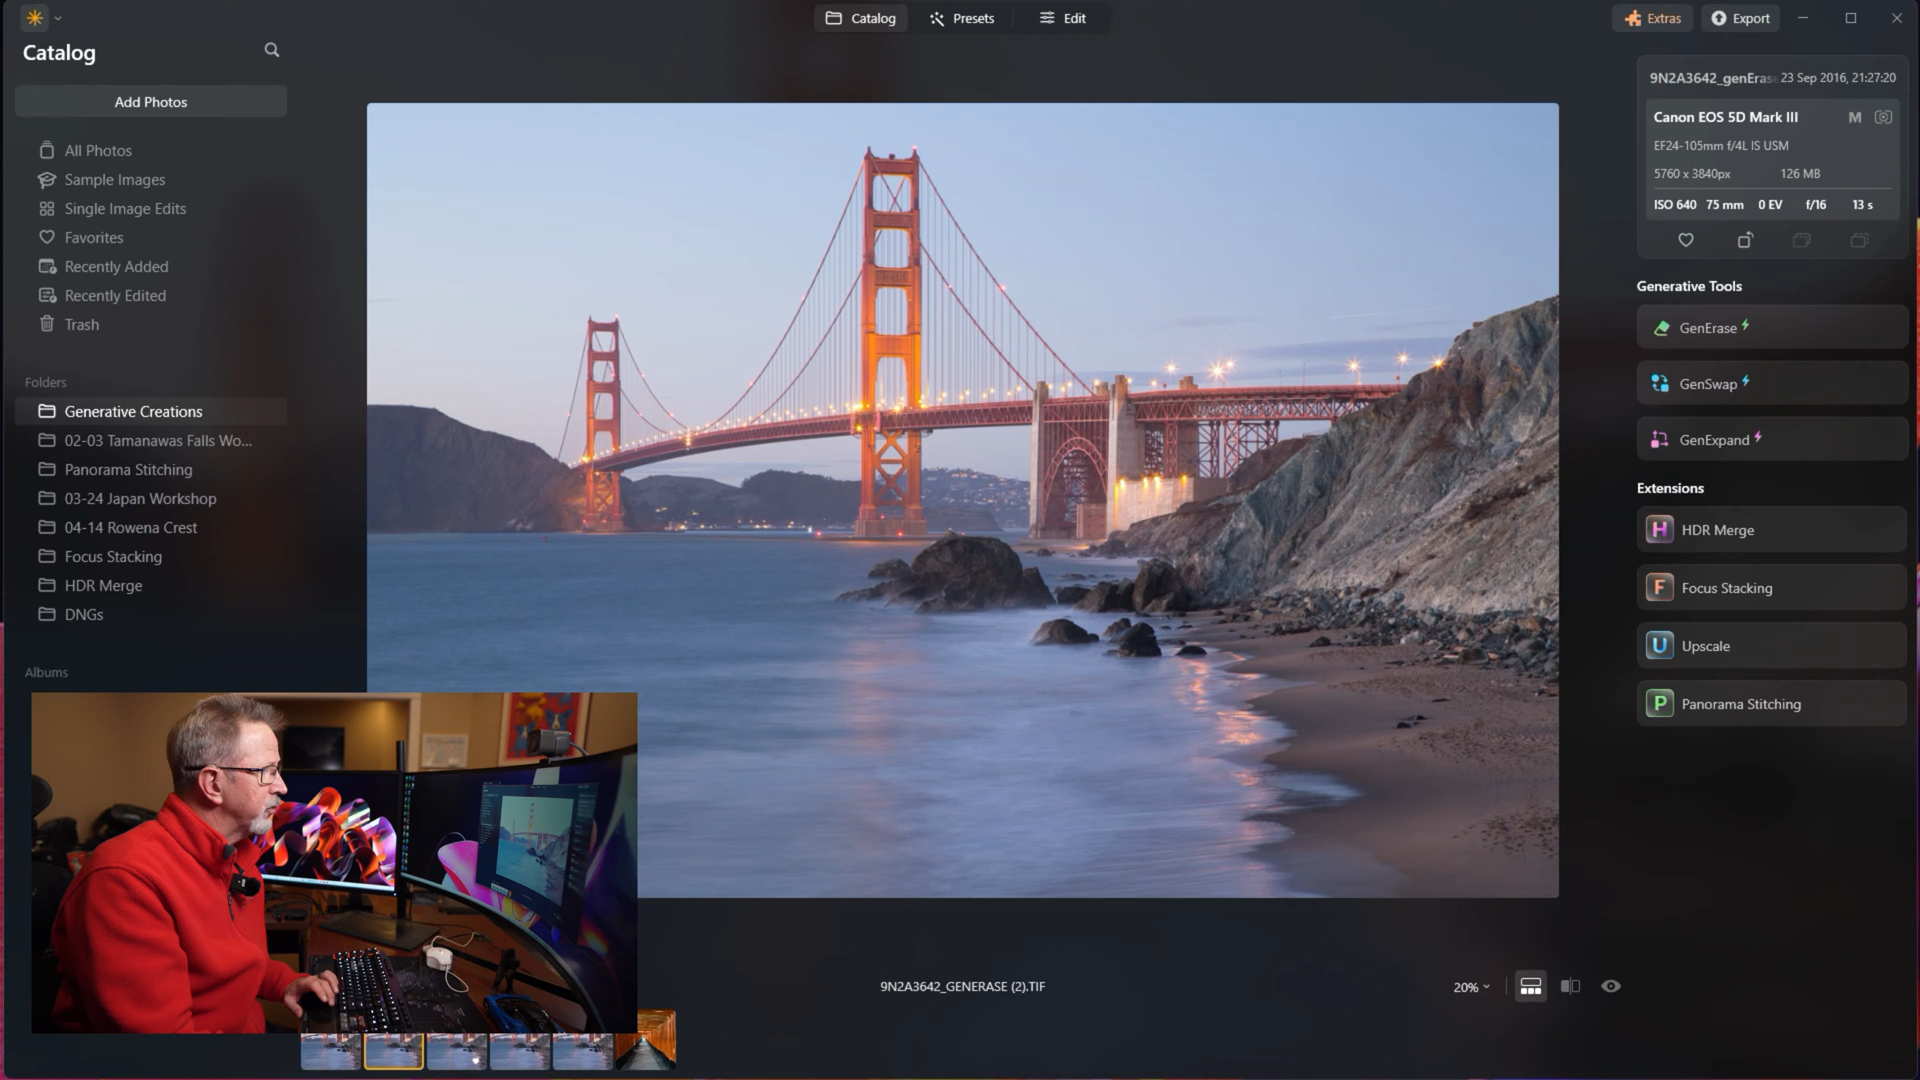 Catalog
Presets
Edit
Extras
Export
Catalog
Add Photos
All Photos
Sample Images
Single Image Edits
Favorites
Recently Added
Recently Edited
Trash
Folders
Generative Creations
02-03 Tamanawas Falls Wo...
Panorama Stitching
03-24 Japan Workshop
04-14 Rowena Crest
Focus Stacking
HDR Merge
DNGs
Albums
9N2A3642_genEras 23 Sep 2016, 21:27:20
Canon EOS 5D Mark III M
EF24-105mm f/4L IS USM
5760 x 3840px 126 MB
ISO 640 75 mm 0 EV f/16 13 s
Generative Tools
GenErase
GenSwap
GenExpand
Extensions
H HDR Merge
F Focus Stacking
U Upscale
P Panorama Stitching
9N2A3642_GENERASE (2).TIF
20%